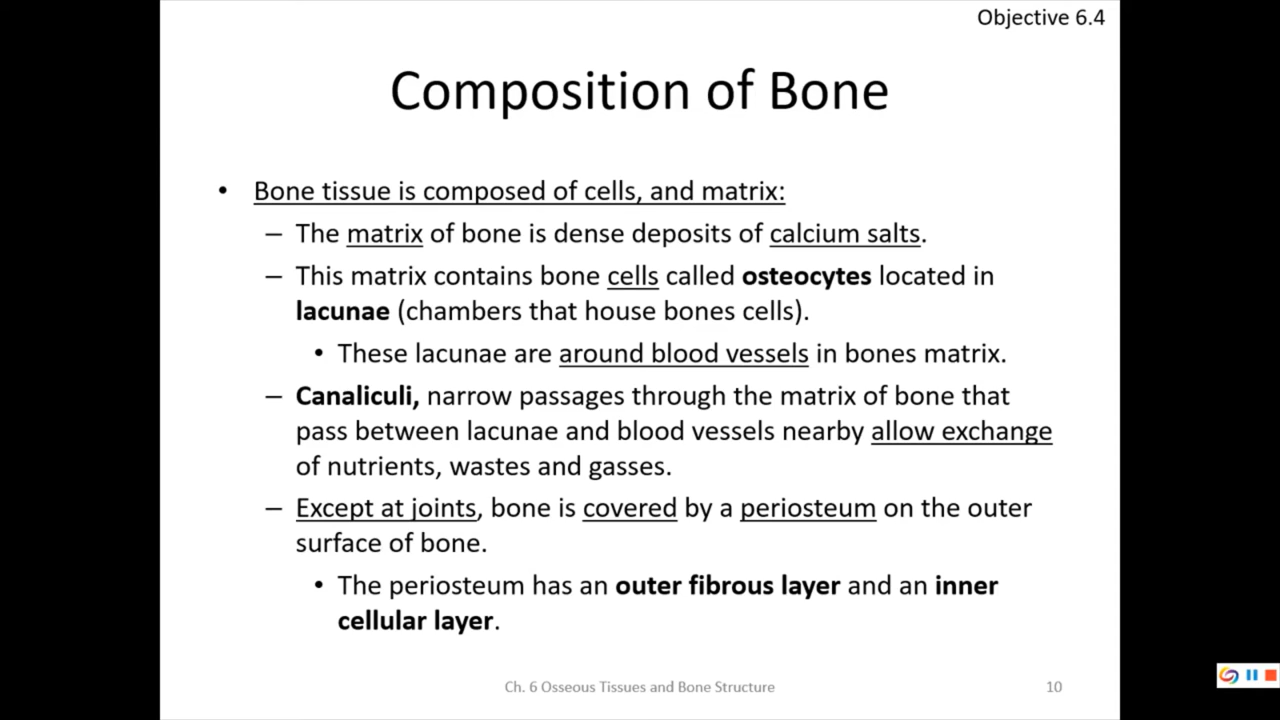 Objective 6.4
Composition of Bone
• Bone tissue is composed of cells, and matrix:
– The matrix of bone is dense deposits of calcium salts.
– This matrix contains bone cells called osteocytes located in
lacunae (chambers that house bones cells).
• These lacunae are around blood vessels in bones matrix.
– Canaliculi, narrow passages through the matrix of bone that
pass between lacunae and blood vessels nearby allow exchange
of nutrients, wastes and gasses.
– Except at joints, bone is covered by a periosteum on the outer
surface of bone.
• The periosteum has an outer fibrous layer and an inner
cellular layer.
Ch. 6 Osseous Tissues and Bone Structure
10